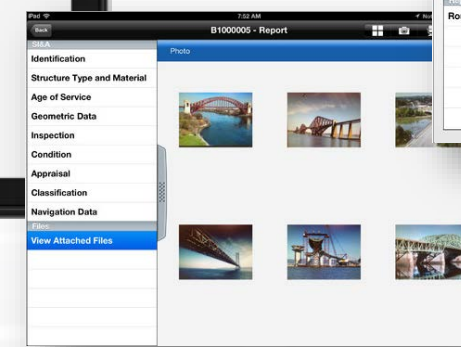 iPad 7:52 AM
Back B1000005 - Report
SI&A
Photo
Identification
Structure Type and Material
Age of Service
Geometric Data
Inspection
Condition
Appraisal
Classification
Navigation Data
Files
View Attached Files